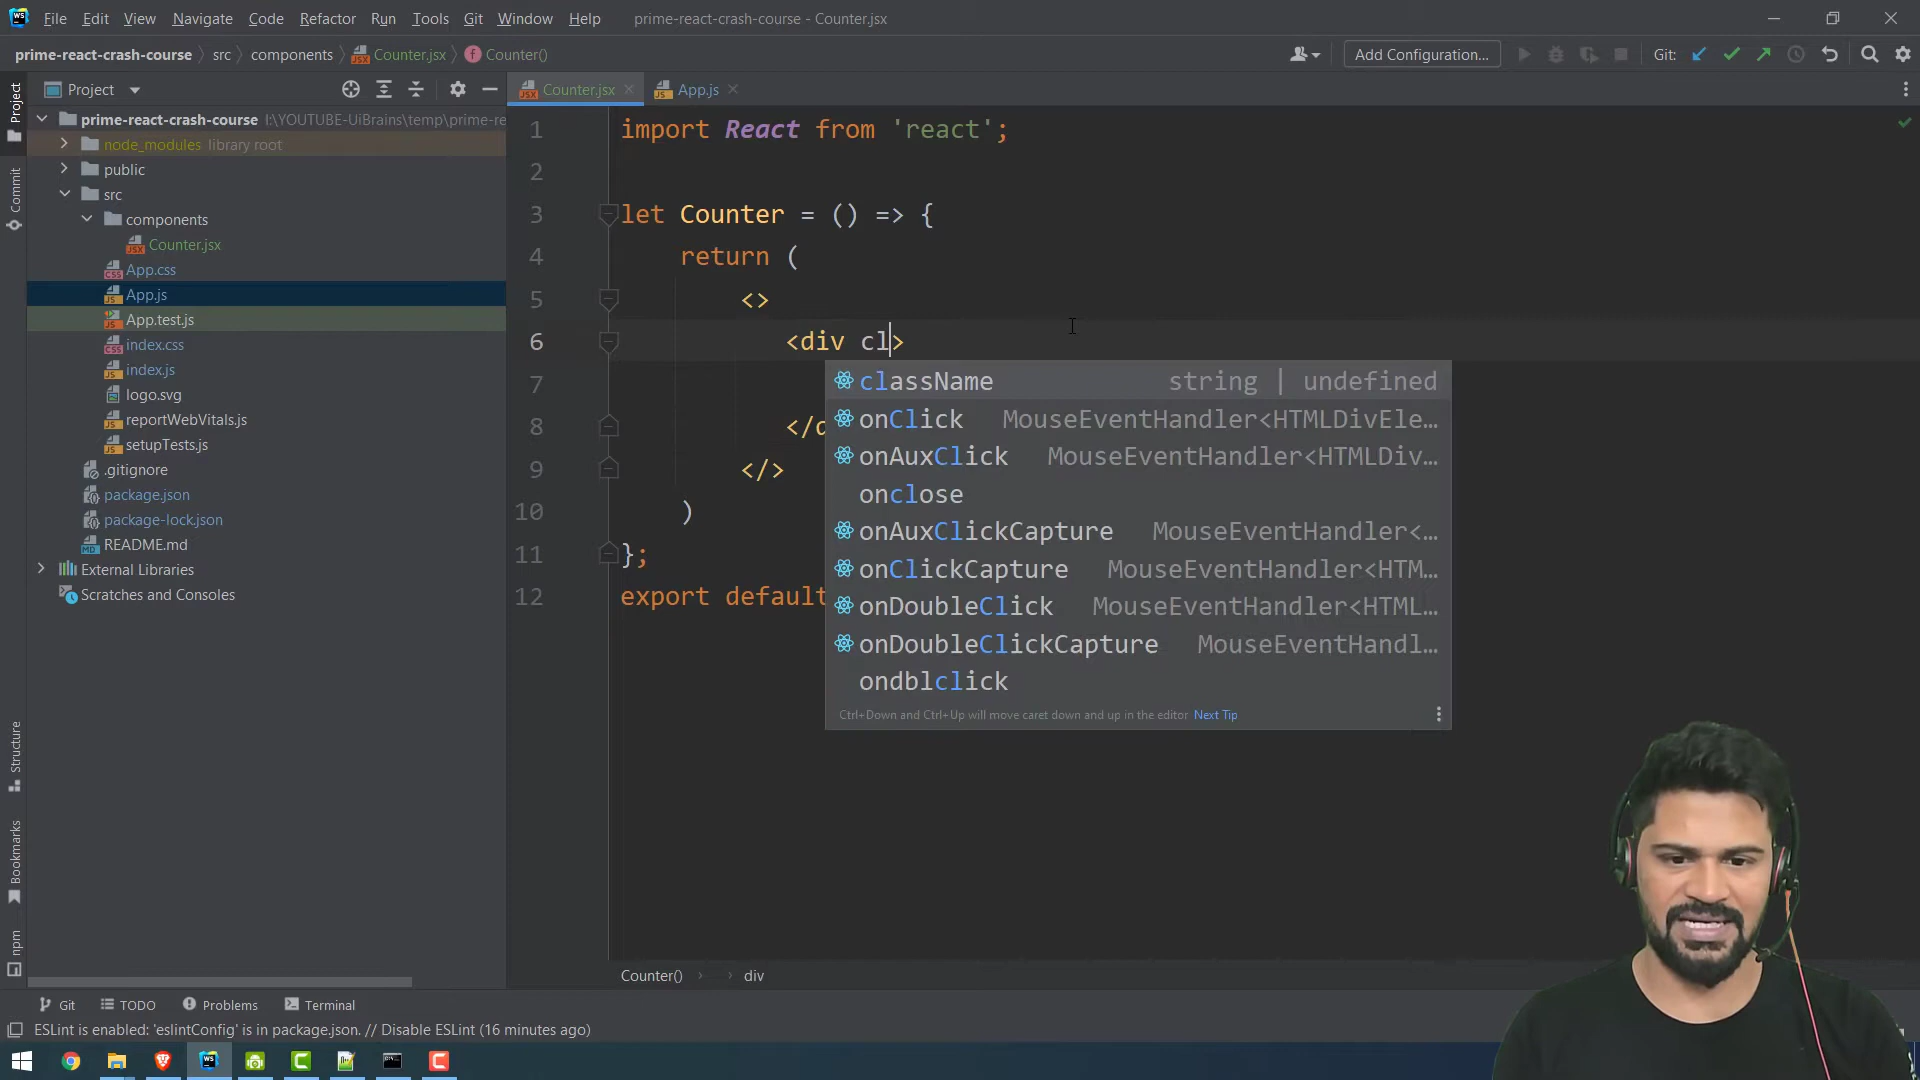 WS File Edit View Navigate Code Refactor Run Tools Git Window Help prime-react-crash-course - Counter.jsx
prime-react-crash-course src components Counter.jsx Counter() Add Configuration... Git:
Project
Project
Counter.jsx
App.js
prime-react-crash-course I:\YOUTUBE-UiBrains\temp\prime-re
node_modules library root
public
src
components
Counter.jsx
App.css
App.js
App.test.js
index.css
index.js
logo.svg
reportWebVitals.js
setupTests.js
.gitignore
package.json
package-lock.json
README.md
External Libraries
Scratches and Consoles
Commit
Structure
Bookmarks
npm
1 import React from 'react';
2
3 let Counter = () => {
4 return (
5 <>
6 <div cl>
7
8 </d
9 </>
10 )
11 };
12 export default
className string | undefined
onClick MouseEventHandler<HTMLDivEle…
onAuxClick MouseEventHandler<HTMLDiv…
onclose
onAuxClickCapture MouseEventHandler<…
onClickCapture MouseEventHandler<HTM…
onDoubleClick MouseEventHandler<HTML…
onDoubleClickCapture MouseEventHandl…
ondblclick
Ctrl+Down and Ctrl+Up will move caret down and up in the editor Next Tip
Counter() div
Git TODO Problems Terminal
ESLint is enabled: 'eslintConfig' is in package.json. // Disable ESLint (16 minutes ago)
WS